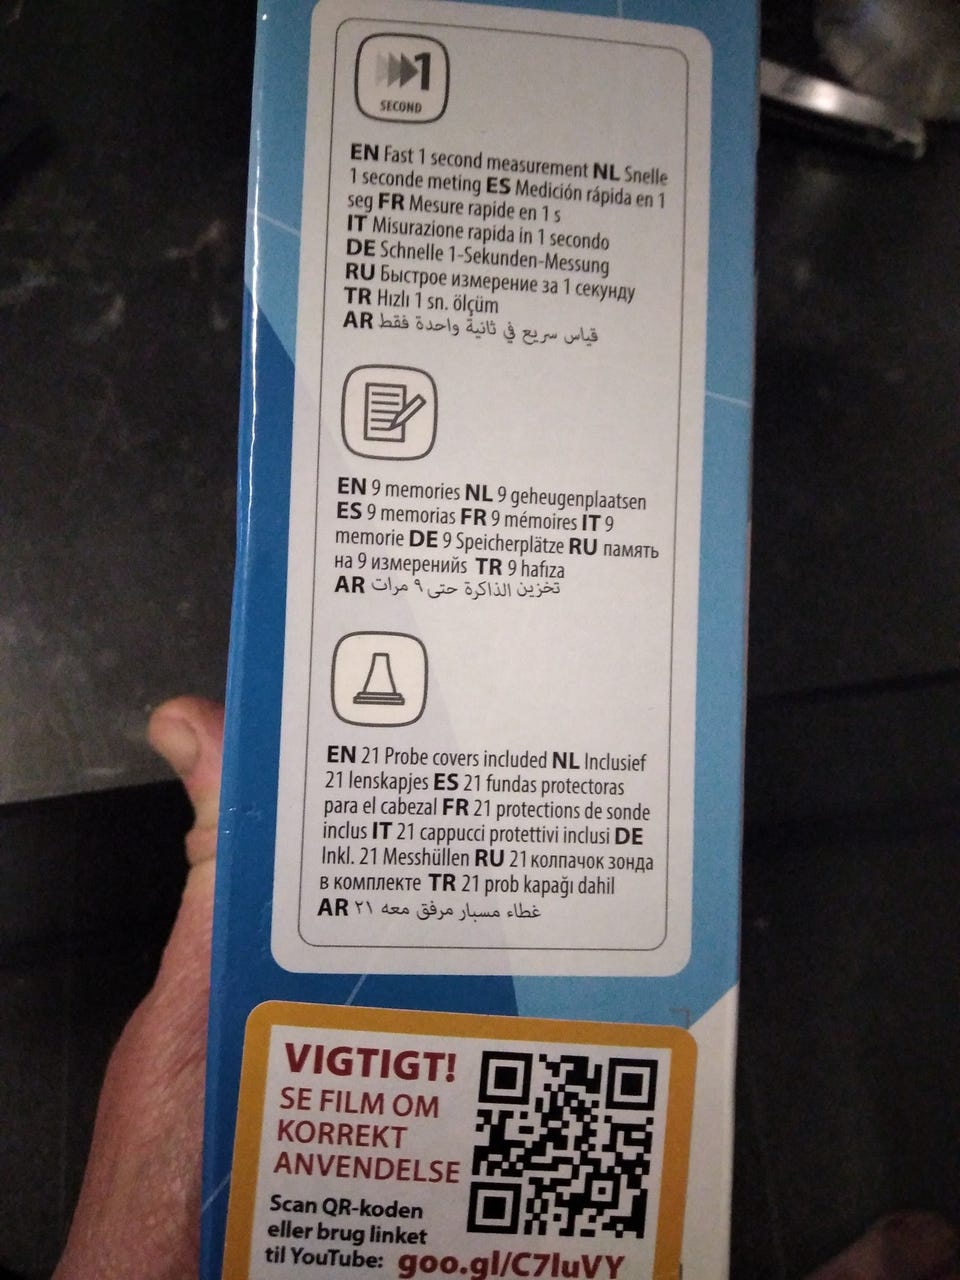 1
SECOND
EN Fast 1 second measurement NL Snelle
1 seconde meting ES Medición rápida en 1
seg FR Mesure rapide en 1 s
IT Misurazione rapida in 1 secondo
DE Schnelle 1-Sekunden-Messung
RU Быстрое измерение за 1 секунду
TR Hızlı 1 sn. ölçüm
AR قياس سريع في ثانية واحدة فقط
EN 9 memories NL 9 geheugenplaatsen
ES 9 memorias FR 9 mémoires IT 9
memorie DE 9 Speicherplätze RU память
на 9 измеренийs TR 9 hafıza
AR تخزين الذاكرة حتى ٩ مرات
EN 21 Probe covers included NL Inclusief
21 lenskapjes ES 21 fundas protectoras
para el cabezal FR 21 protections de sonde
inclus IT 21 cappucci protettivi inclusi DE
Inkl. 21 Messhüllen RU 21 колпачок зонда
в комплекте TR 21 prob kapağı dahil
AR غطاء مسبار مرفق معه ٢١
VIGTIGT!
SE FILM OM
KORREKT
ANVENDELSE
Scan QR-koden
eller brug linket
til YouTube: goo.gl/C7luVY